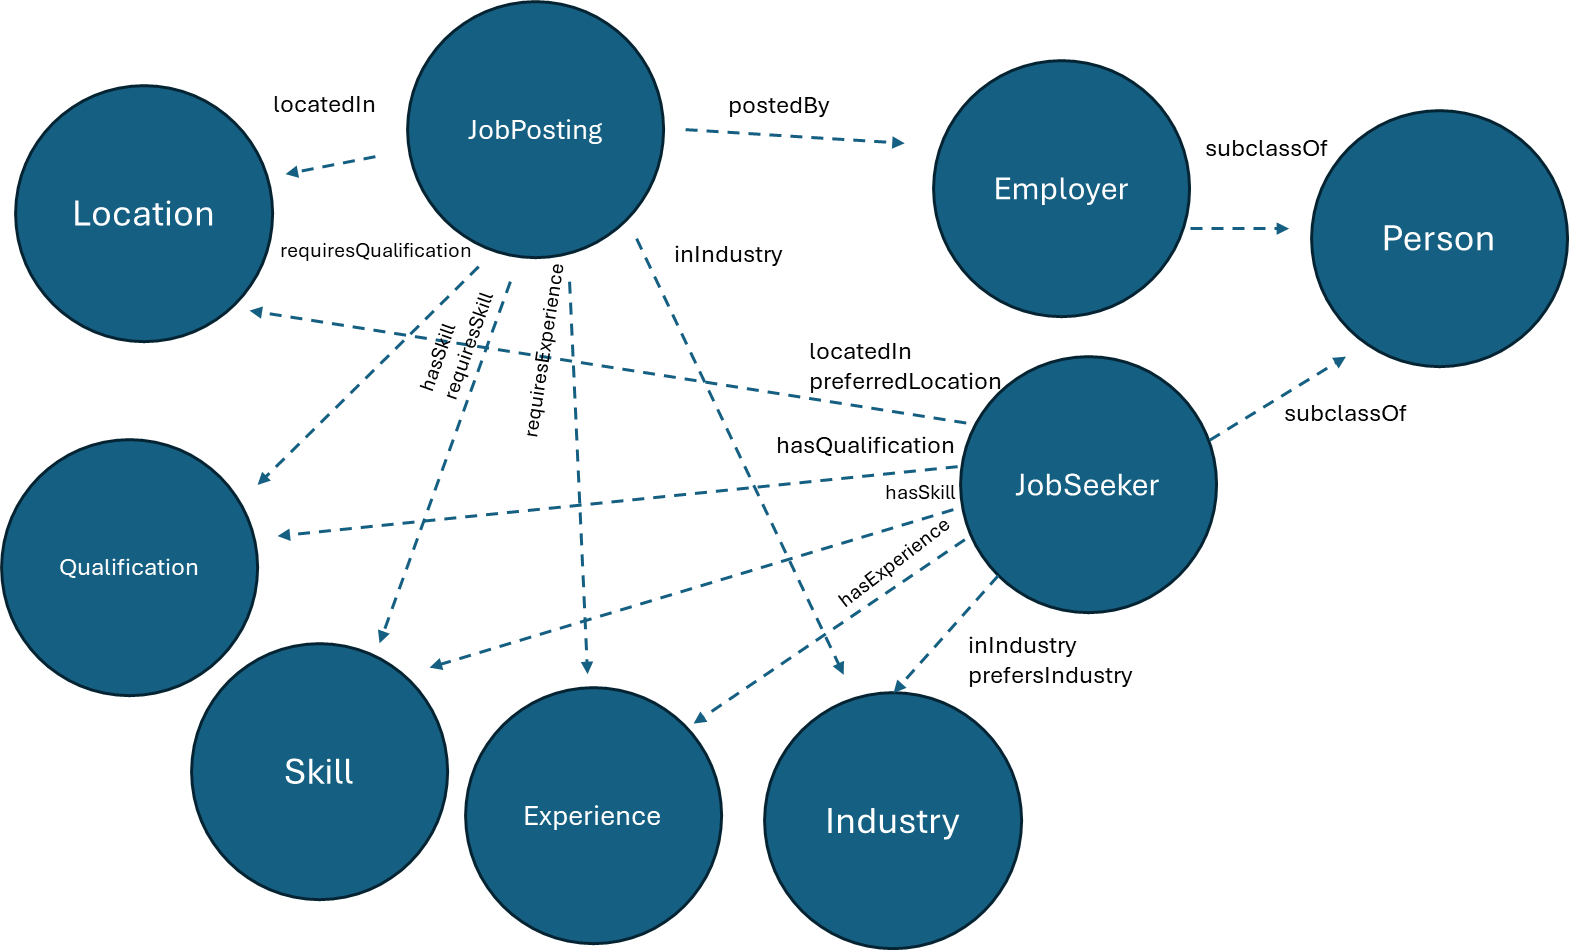 JobPosting
locatedIn
postedBy
Location
Employer
subclassOf
Person
requiresQualification
inIndustry
hasSkill
requiresSkill
requiresExperience
locatedIn
preferredLocation
subclassOf
hasQualification
JobSeeker
hasSkill
hasExperience
Qualification
inIndustry
prefersIndustry
Skill
Experience
Industry